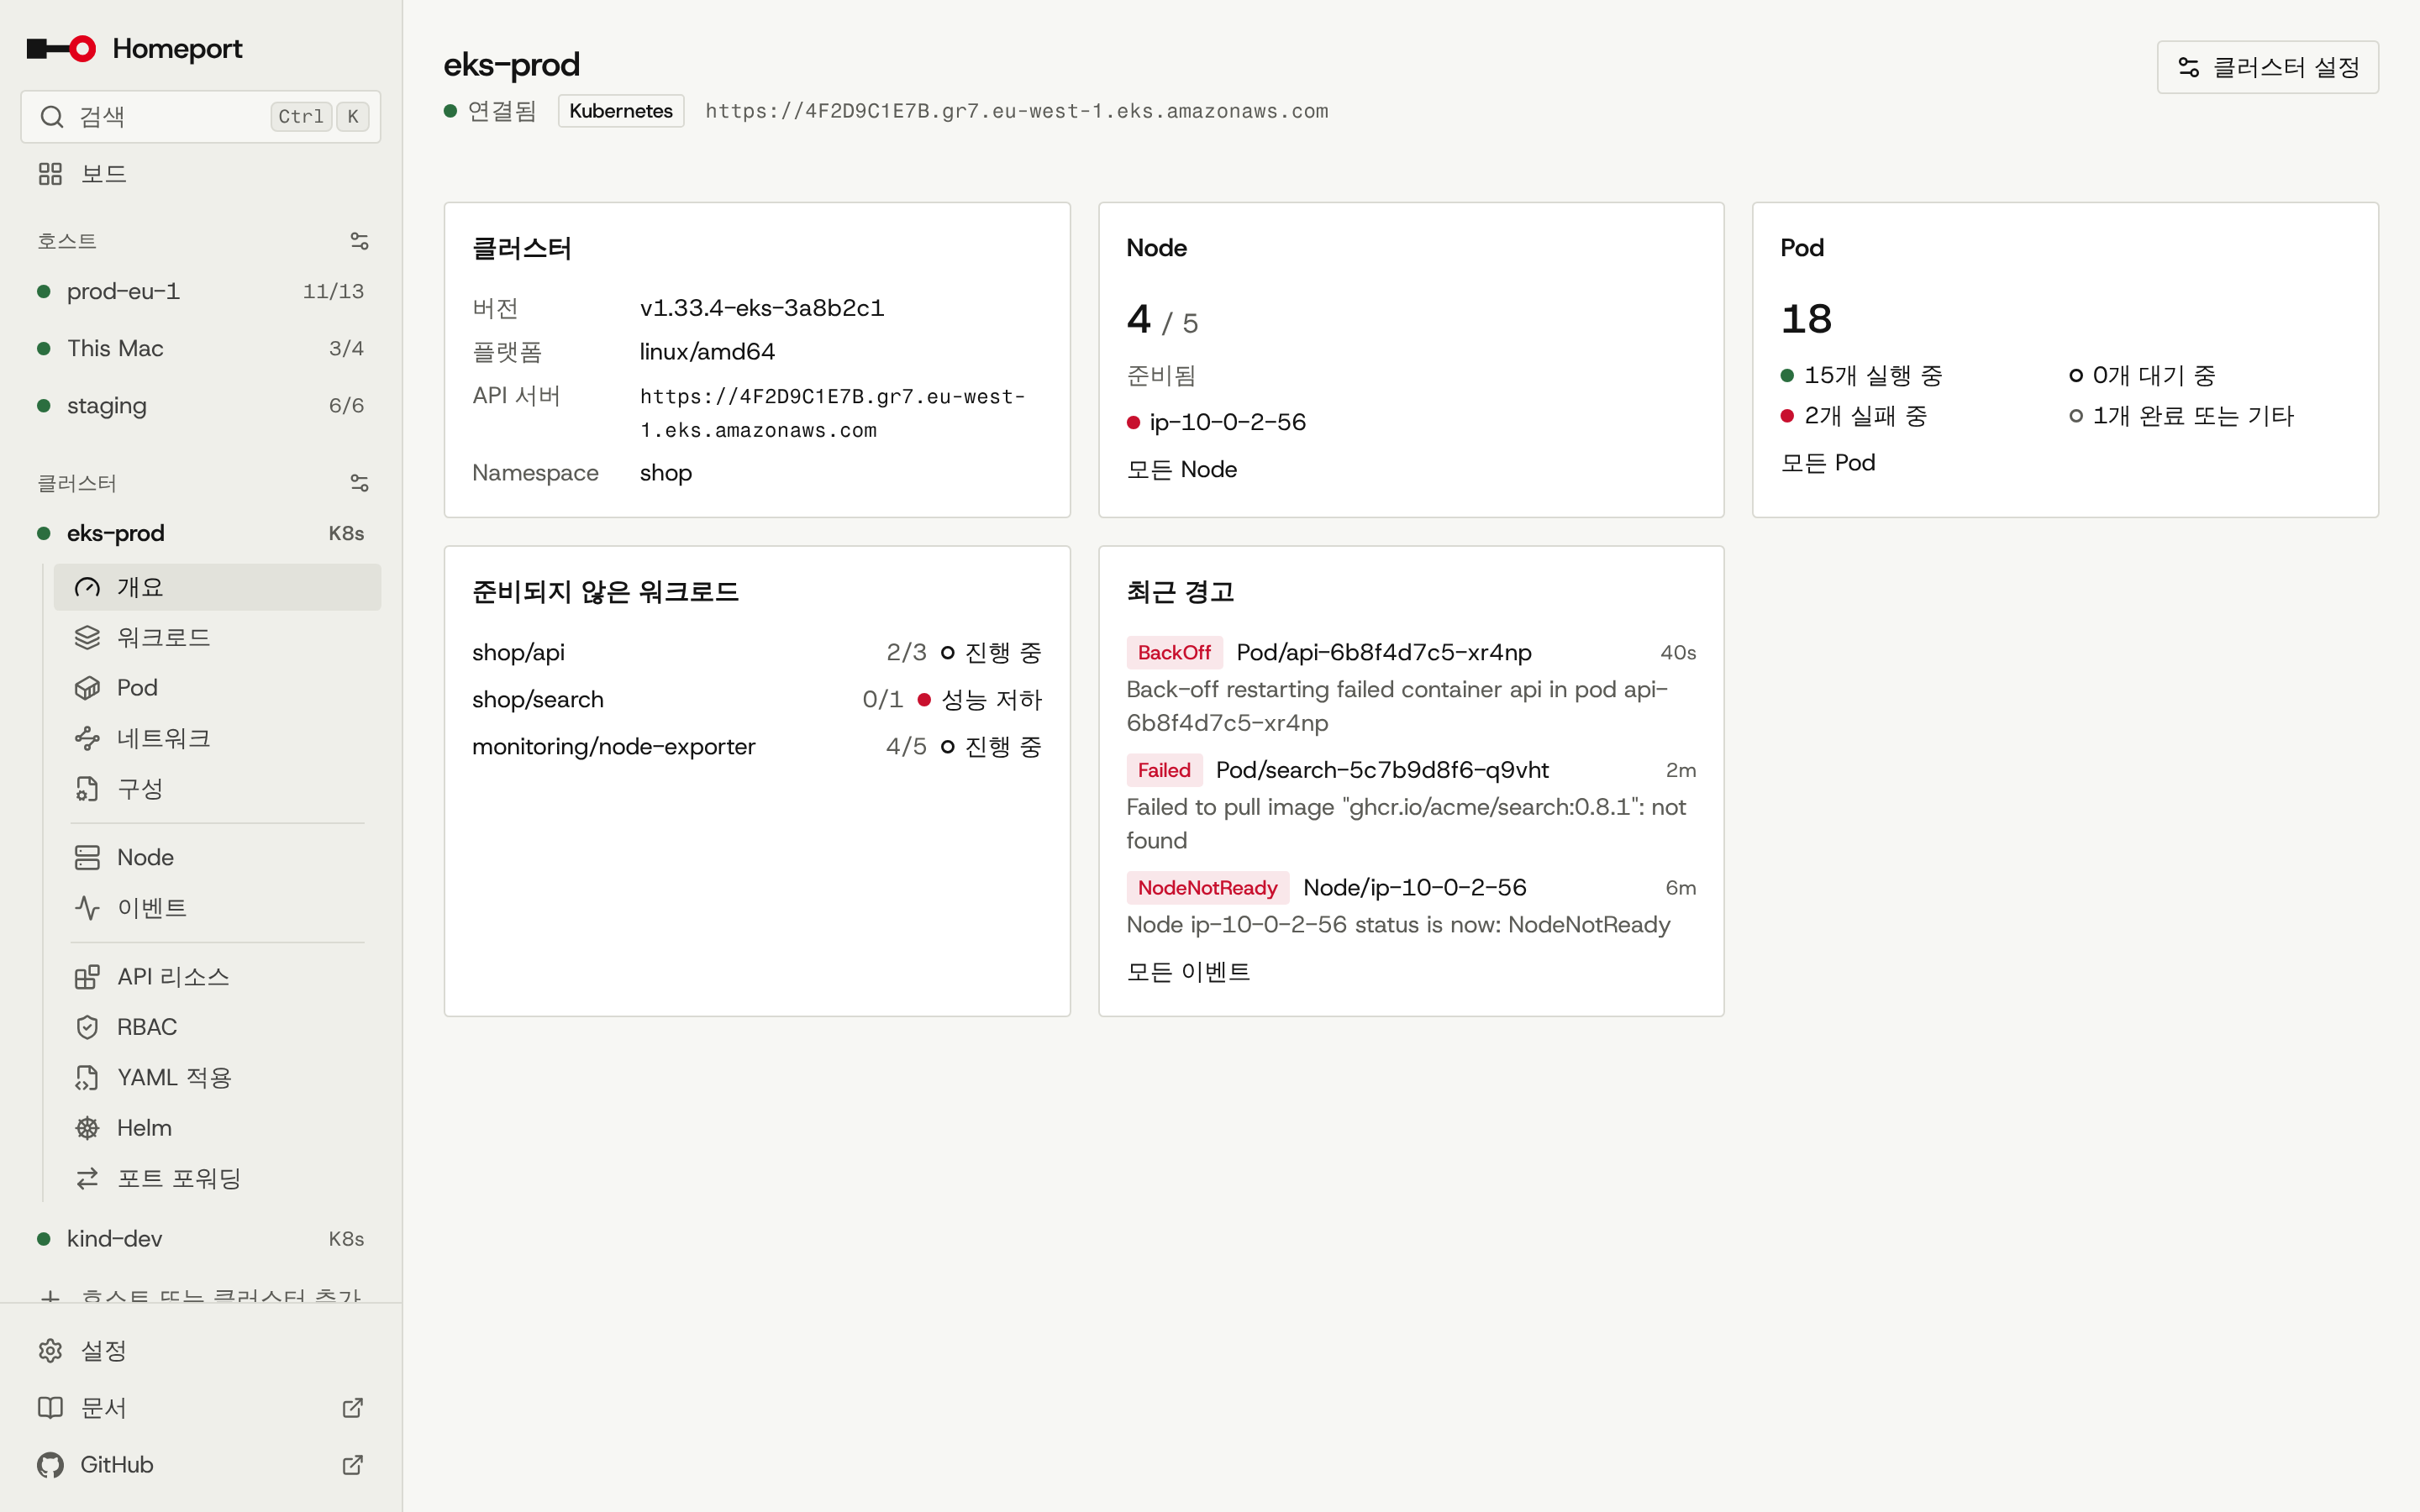 Homeport
검색 Ctrl K
보드
호스트
prod-eu-1 11/13
This Mac 3/4
staging 6/6
클러스터
eks-prod K8s
개요
워크로드
Pod
네트워크
구성
Node
이벤트
API 리소스
RBAC
YAML 적용
Helm
포트 포워딩
kind-dev K8s
호스트 또는 클러스터 추가
설정
문서
GitHub
eks-prod
연결됨 Kubernetes https://4F2D9C1E7B.gr7.eu-west-1.eks.amazonaws.com
클러스터 설정
클러스터
버전 v1.33.4-eks-3a8b2c1
플랫폼 linux/amd64
API 서버 https://4F2D9C1E7B.gr7.eu-west-
1.eks.amazonaws.com
Namespace shop
Node
4 / 5
준비됨
ip-10-0-2-56
모든 Node
Pod
18
15개 실행 중 0개 대기 중
2개 실패 중 1개 완료 또는 기타
모든 Pod
준비되지 않은 워크로드
shop/api 2/3 진행 중
shop/search 0/1 성능 저하
monitoring/node-exporter 4/5 진행 중
최근 경고
BackOff Pod/api-6b8f4d7c5-xr4np 40s
Back-off restarting failed container api in pod api-
6b8f4d7c5-xr4np
Failed Pod/search-5c7b9d8f6-q9vht 2m
Failed to pull image "ghcr.io/acme/search:0.8.1": not
found
NodeNotReady Node/ip-10-0-2-56 6m
Node ip-10-0-2-56 status is now: NodeNotReady
모든 이벤트